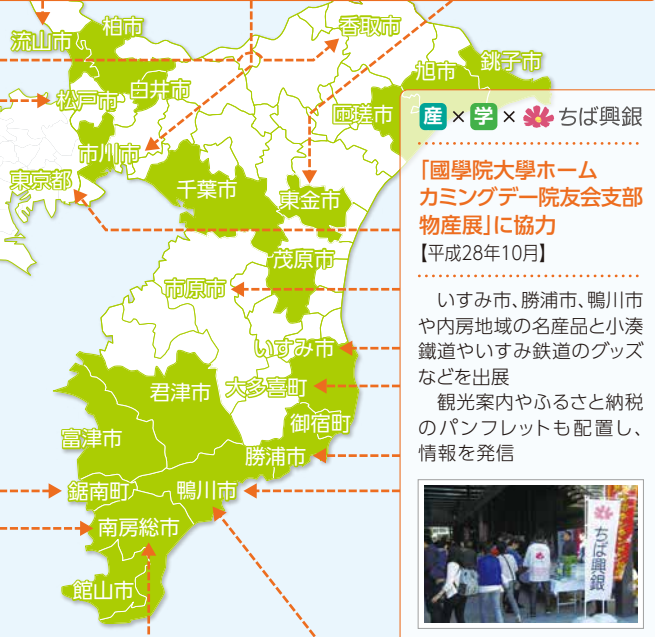 柏市
流山市
香取市
銚子市
旭市
白井市
松戸市
匝瑳市
市川市
東京都
千葉市
東金市
茂原市
市原市
いすみ市
君津市
大多喜町
御宿町
富津市
勝浦市
鋸南町
鴨川市
南房総市
館山市
産×学×ちば興銀
「國學院大學ホーム
カミングデー院友会支部
物産展」に協力
【平成28年10月】
いすみ市、勝浦市、鴨川市
や内房地域の名産品と小湊
鐵道やいすみ鉄道のグッズ
などを出展
観光案内やふるさと納税
のパンフレットも配置し、
情報を発信
ちば興銀